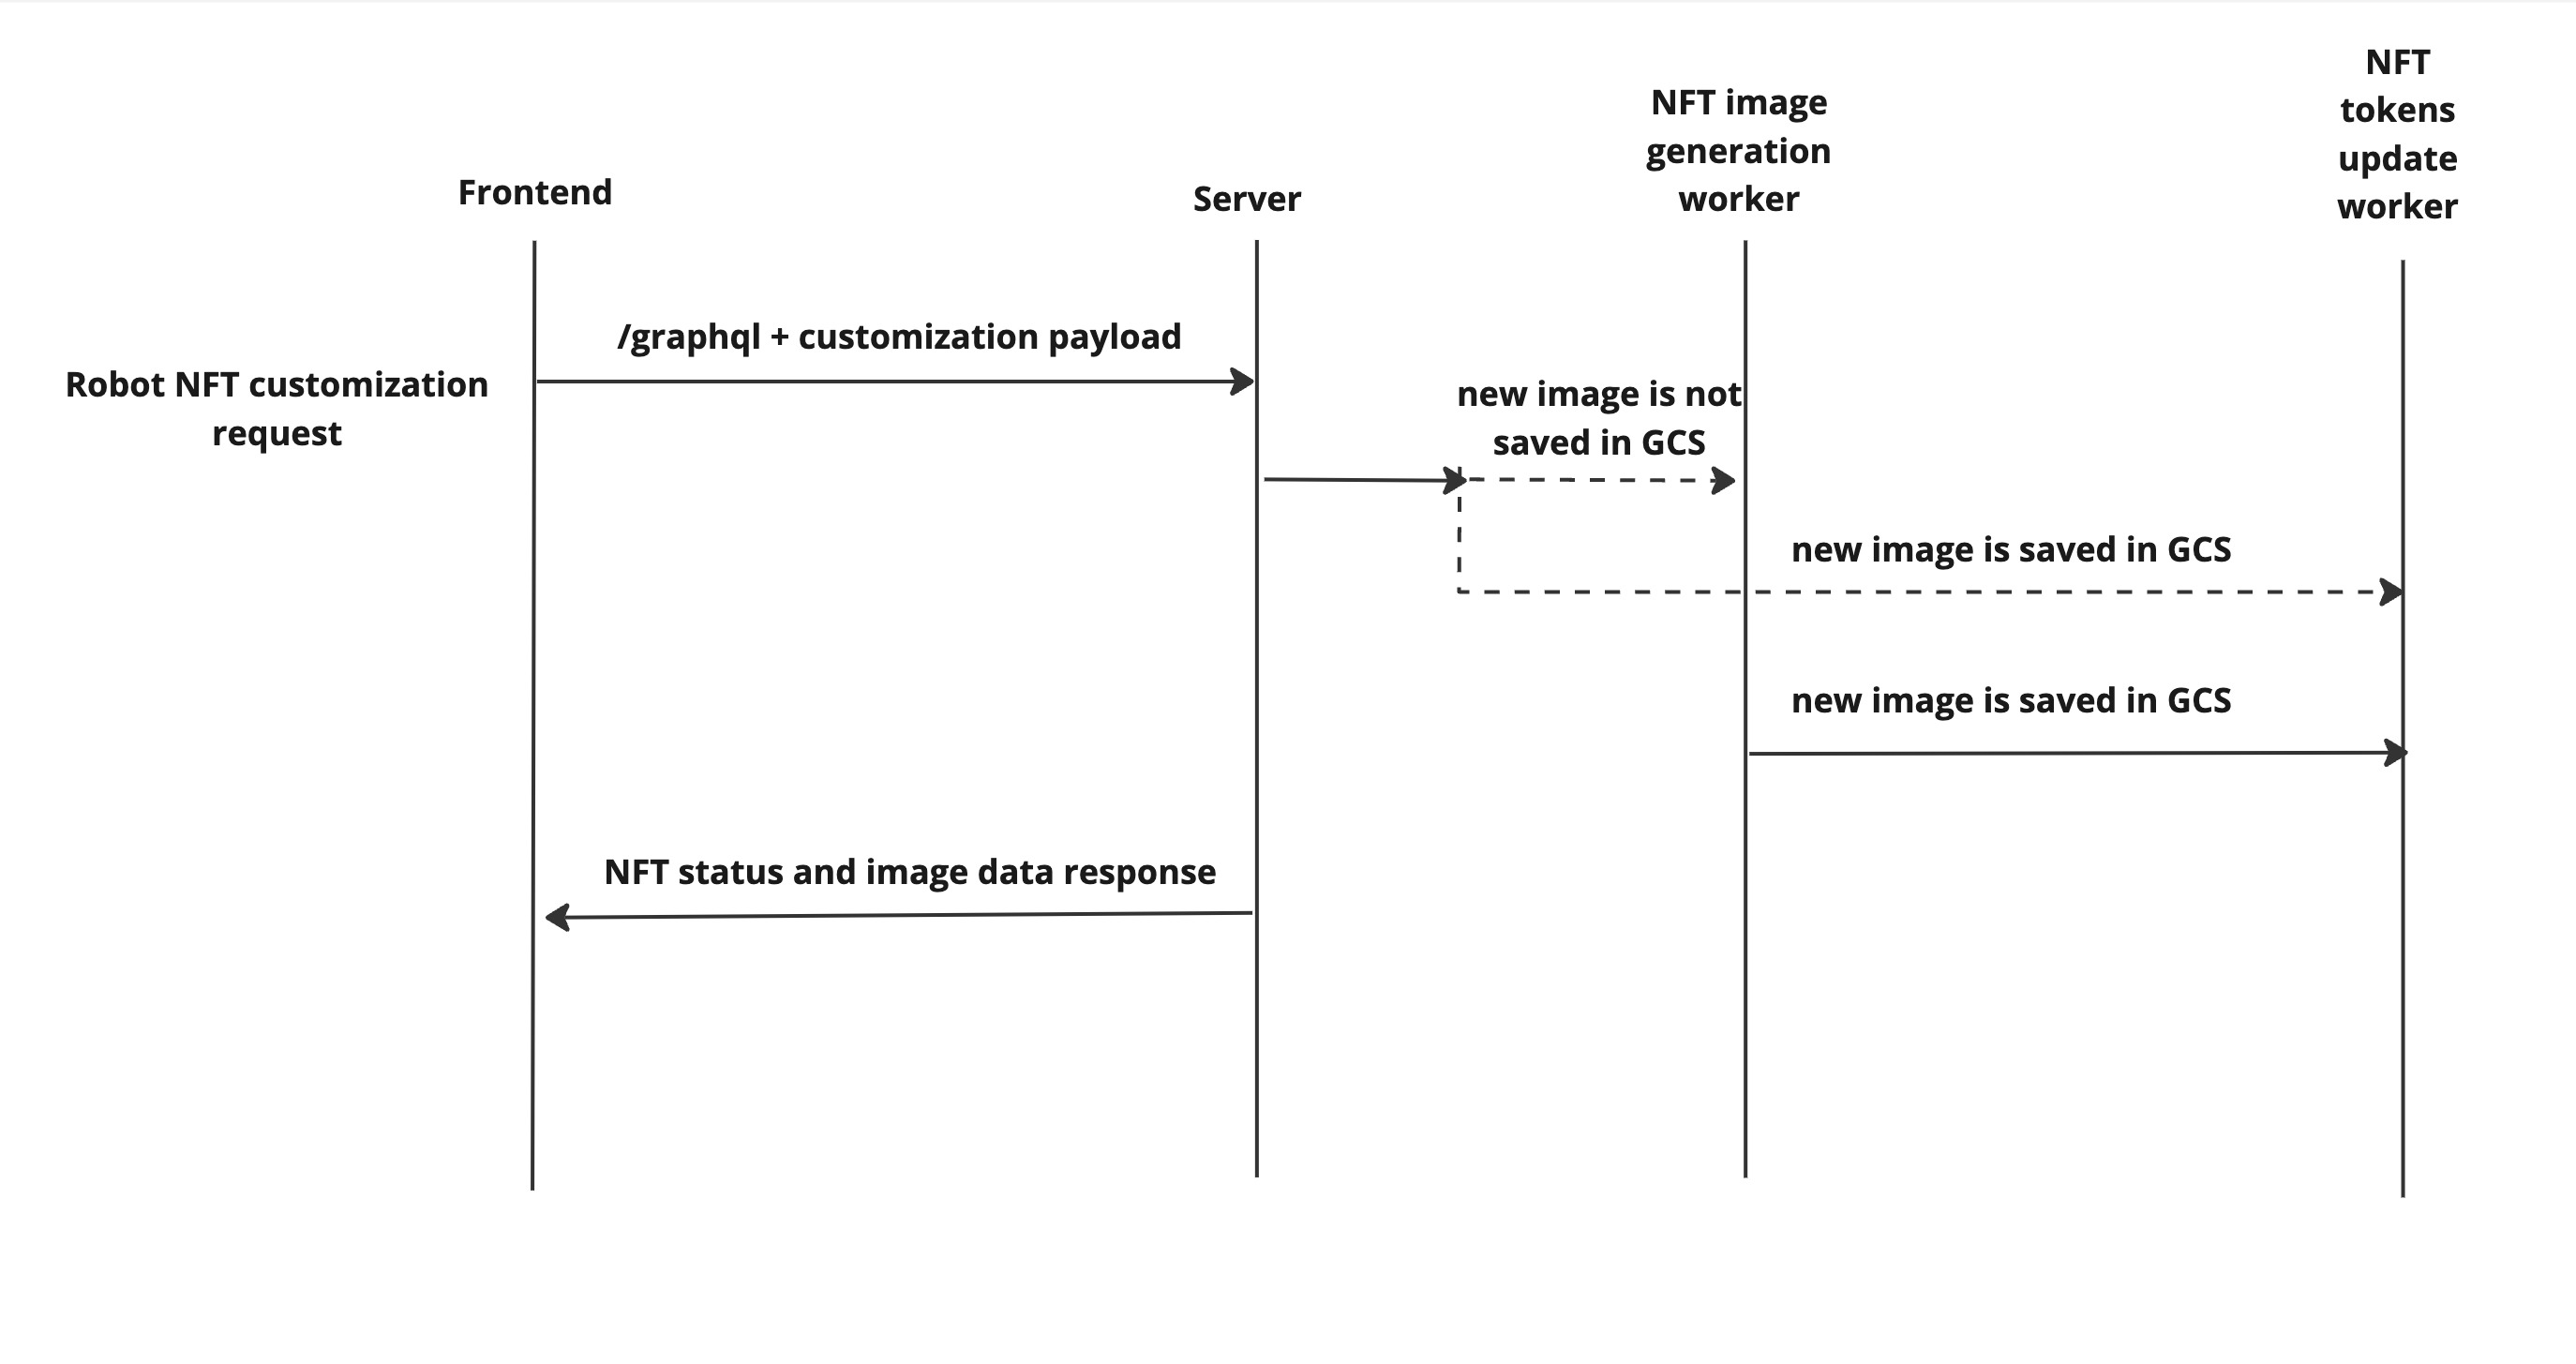 NFT
tokens
update
worker
NFT image
generation
worker
Frontend
Server
/graphql + customization payload
Robot NFT customization
request
new image is not
saved in GCS
new image is saved in GCS
new image is saved in GCS
NFT status and image data response